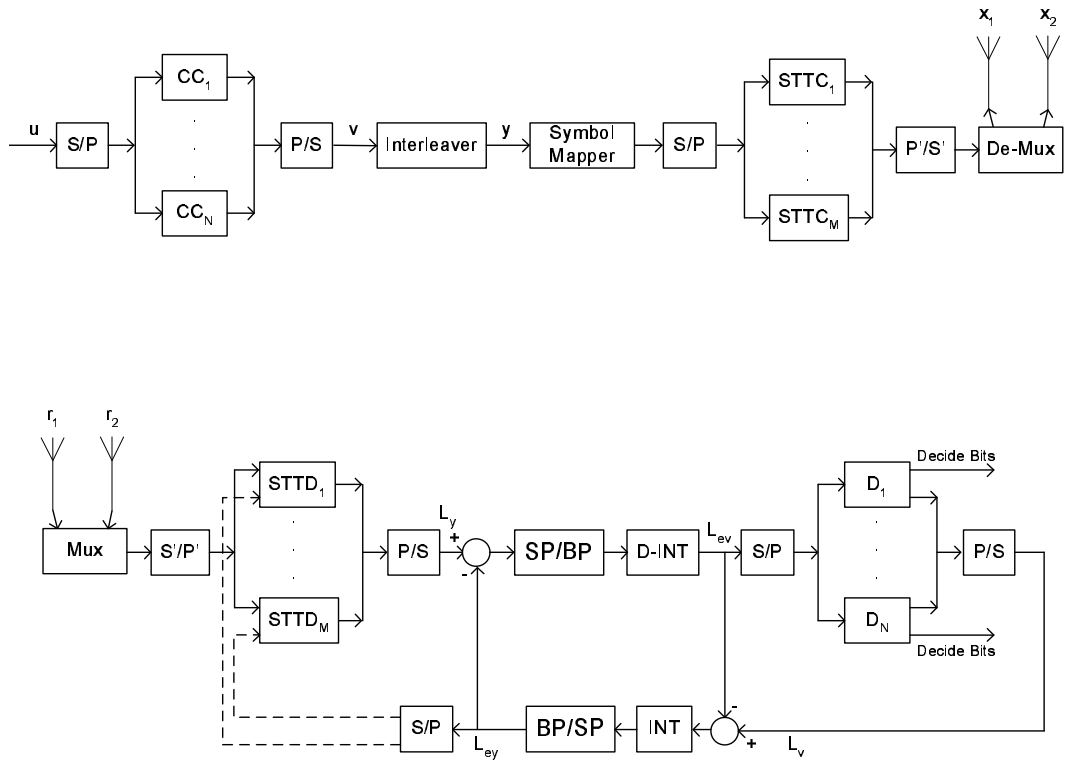 x1
x2
CC1
STTC1
u
S/P
P/S
v
Interleaver
y
Symbol
Mapper
S/P
P'/S'
De-Mux
.
.
.
.
CCN
STTCM
r1
r2
STTD1
D1
Decide Bits
Ly
+
-
Lev
Mux
S'/P'
P/S
SP/BP
D-INT
S/P
P/S
.
.
.
.
STTDM
DN
Decide Bits
S/P
BP/SP
INT
-
+
Ley
Lv